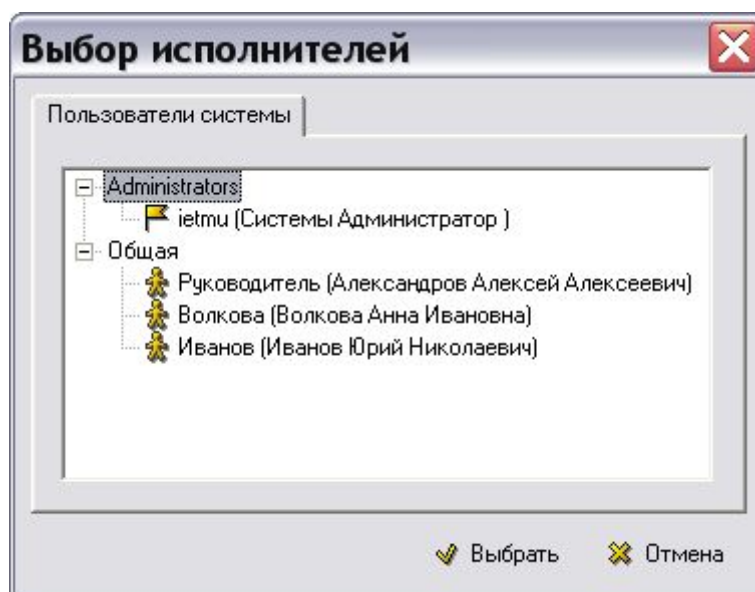 Выбор исполнителей
Пользователи системы
Administrators
ietmu (Системы Администратор )
Общая
Руководитель (Александров Алексей Алексеевич)
Волкова (Волкова Анна Ивановна)
Иванов (Иванов Юрий Николаевич)
Выбрать Отмена